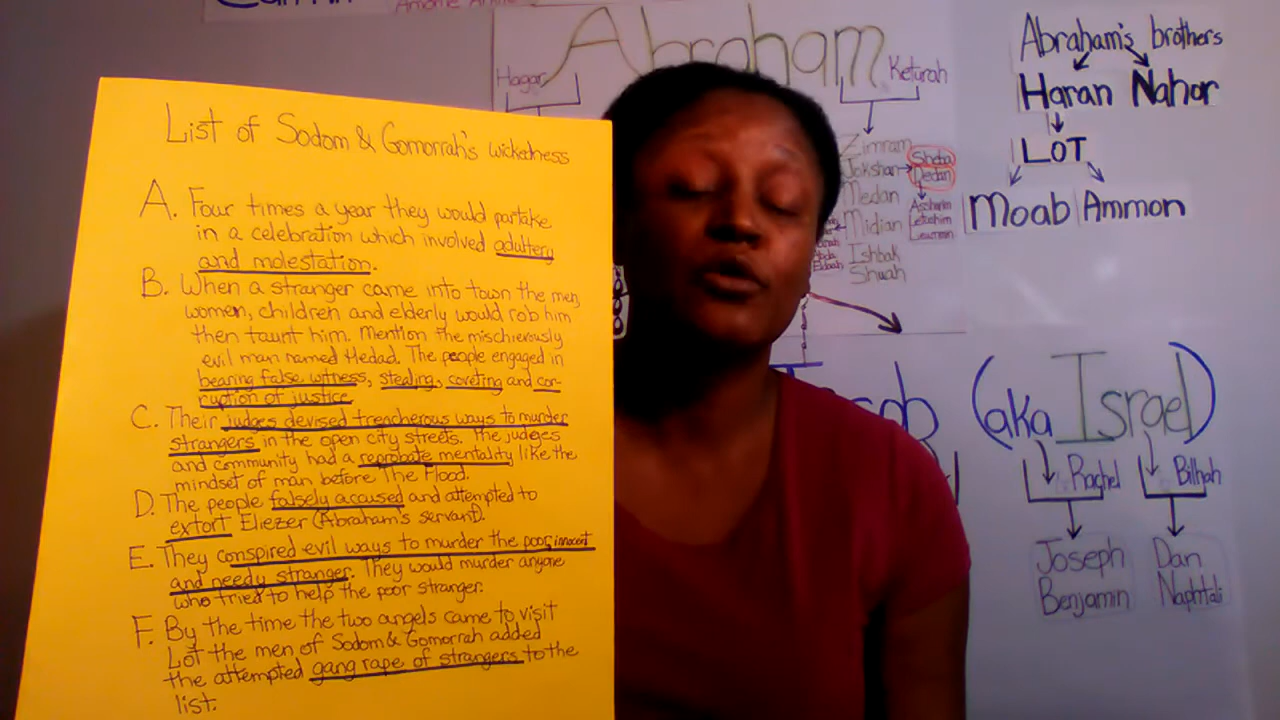 Abraham
Hagar
Keturah
Zimram
Jokshan
Sheba
Dedan
Medan
Midian
Ishbak
Shuah
Asshurim
Letushim
Leummim
Abraham's brothers
Haran Nahor
LOT
Moab Ammon
List of Sodom & Gomorrah's wickedness
A. Four times a year they would partake
in a celebration which involved adultery
and molestation.
B. When a stranger came into town the men,
women, children and elderly would rob him
then taunt him. Mention the mischieviously
evil man named Hedad. The people engaged in
bearing false witness, stealing, coveting and cor-
ruption of justice.
C. Their judges devised treacherous ways to murder
strangers in the open city streets. The judges
and community had a reprobate mentality like the
mindset of man before The Flood.
D. The people falsely accused and attempted to
extort Eliezer (Abraham's servant).
E. They conspired evil ways to murder the poor, innocent
and needy stranger. They would murder anyone
who tried to help the poor stranger.
F. By the time the two angels came to visit
Lot the men of Sodom & Gomorrah added
the attempted gang rape of strangers to the
list.
(aka Israel)
Rachel
Bilhah
Joseph
Benjamin
Dan
Naphtali